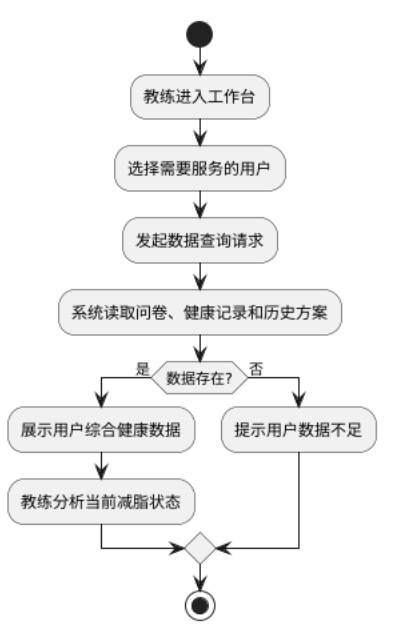 教练进入工作台
选择需要服务的用户
发起数据查询请求
系统读取问卷、健康记录和历史方案
是
数据存在?
否
展示用户综合健康数据
提示用户数据不足
教练分析当前减脂状态